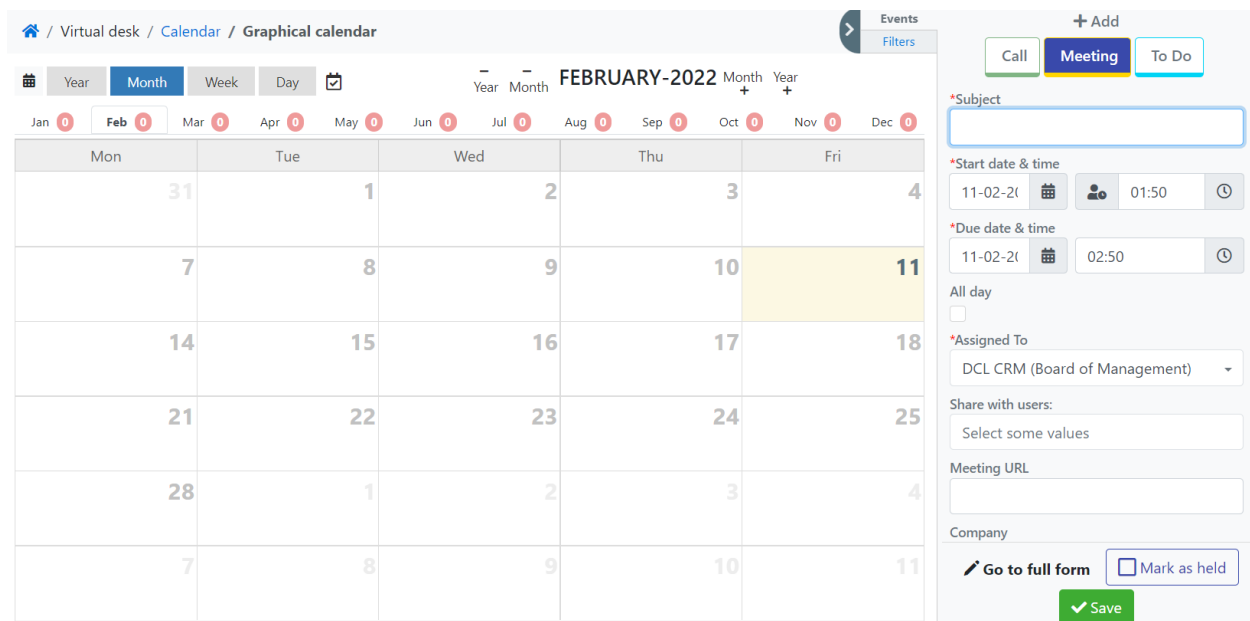 / Virtual desk / Calendar / Graphical calendar
Events
Filters
Year Month Week Day
− Year − Month FEBRUARY-2022 Month + Year +
Jan 0 Feb 0 Mar 0 Apr 0 May 0 Jun 0 Jul 0 Aug 0 Sep 0 Oct 0 Nov 0 Dec 0
Mon Tue Wed Thu Fri
31 1 2 3 4
7 8 9 10 11
14 15 16 17 18
21 22 23 24 25
28 1 2 3 4
7 8 9 10 11
+ Add
Call Meeting To Do
*Subject
*Start date & time
11-02-20 01:50
*Due date & time
11-02-20 02:50
All day
*Assigned To
DCL CRM (Board of Management)
Share with users:
Select some values
Meeting URL
Company
Go to full form Mark as held
Save